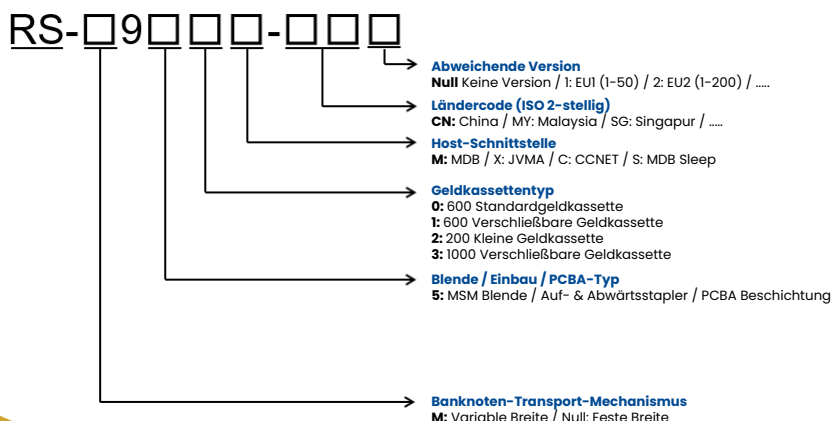 RS-□9□□□-□□□
Abweichende Version
Null Keine Version / 1: EU1 (1-50) / 2: EU2 (1-200) / .....
Ländercode (ISO 2-stellig)
CN: China / MY: Malaysia / SG: Singapur / .....
Host-Schnittstelle
M: MDB / X: JVMA / C: CCNET / S: MDB Sleep
Geldkassettentyp
0: 600 Standardgeldkassette
1: 600 Verschließbare Geldkassette
2: 200 Kleine Geldkassette
3: 1000 Verschließbare Geldkassette
Blende / Einbau / PCBA-Typ
5: MSM Blende / Auf- & Abwärtsstapler / PCBA Beschichtung
Banknoten-Transport-Mechanismus
M: Variable Breite / Null: Feste Breite